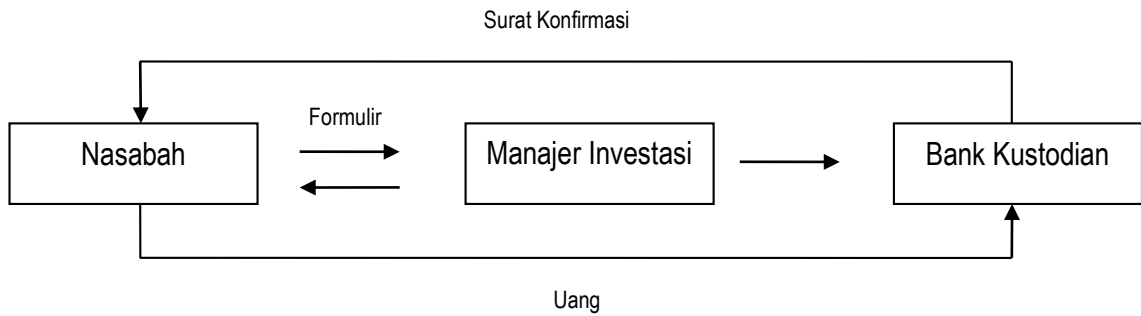 Surat Konfirmasi
Formulir
Nasabah
Manajer Investasi
Bank Kustodian
Uang